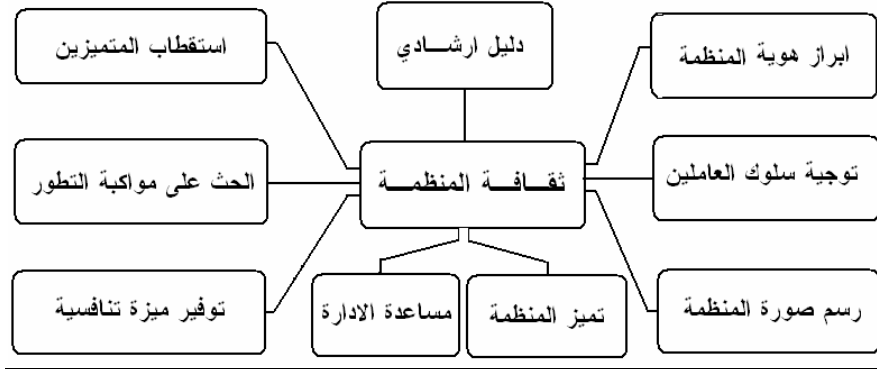 ابراز هوية المنظمة
دليل ارشـــادي
استقطاب المتميزين
توجية سلوك العاملين
ثقـــافـــة المنظمـــة
الحث على مواكبة التطور
رسم صورة المنظمة
تميز المنظمة
مساعدة الادارة
توفير ميزة تنافسية